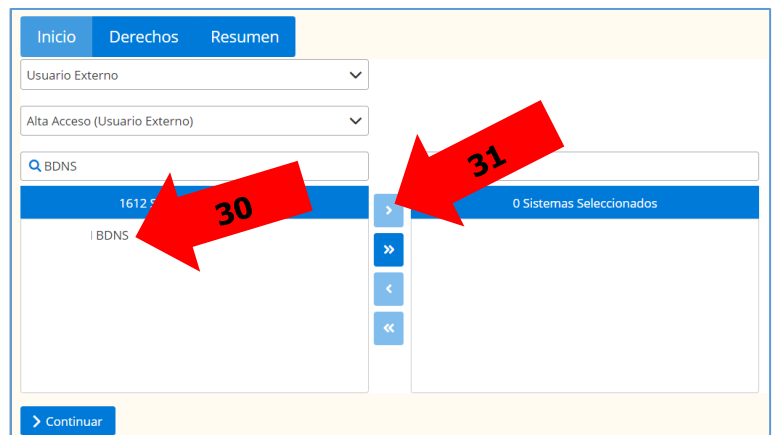 Inicio Derechos Resumen
Usuario Externo
Alta Acceso (Usuario Externo)
BDNS
31
1612
30
0 Sistemas Seleccionados
BDNS
Continuar